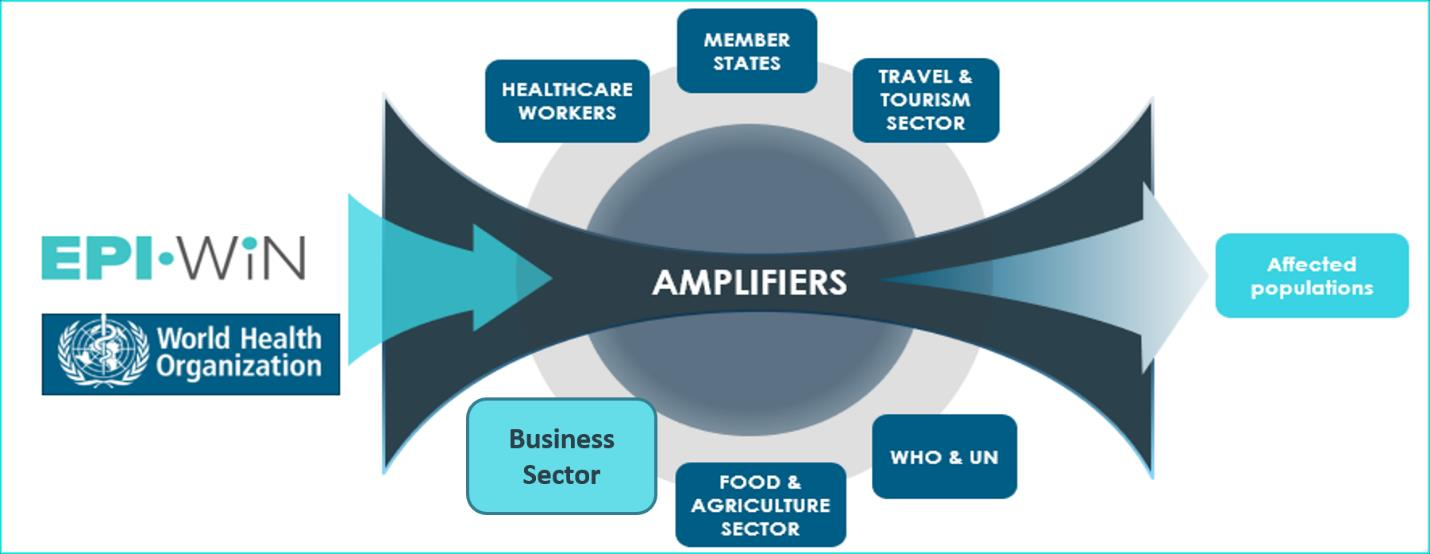 MEMBER
STATES
HEALTHCARE
WORKERS
TRAVEL &
TOURISM
SECTOR
EPI·WiN
World Health
Organization
AMPLIFIERS
Affected
populations
Business
Sector
FOOD &
AGRICULTURE
SECTOR
WHO & UN